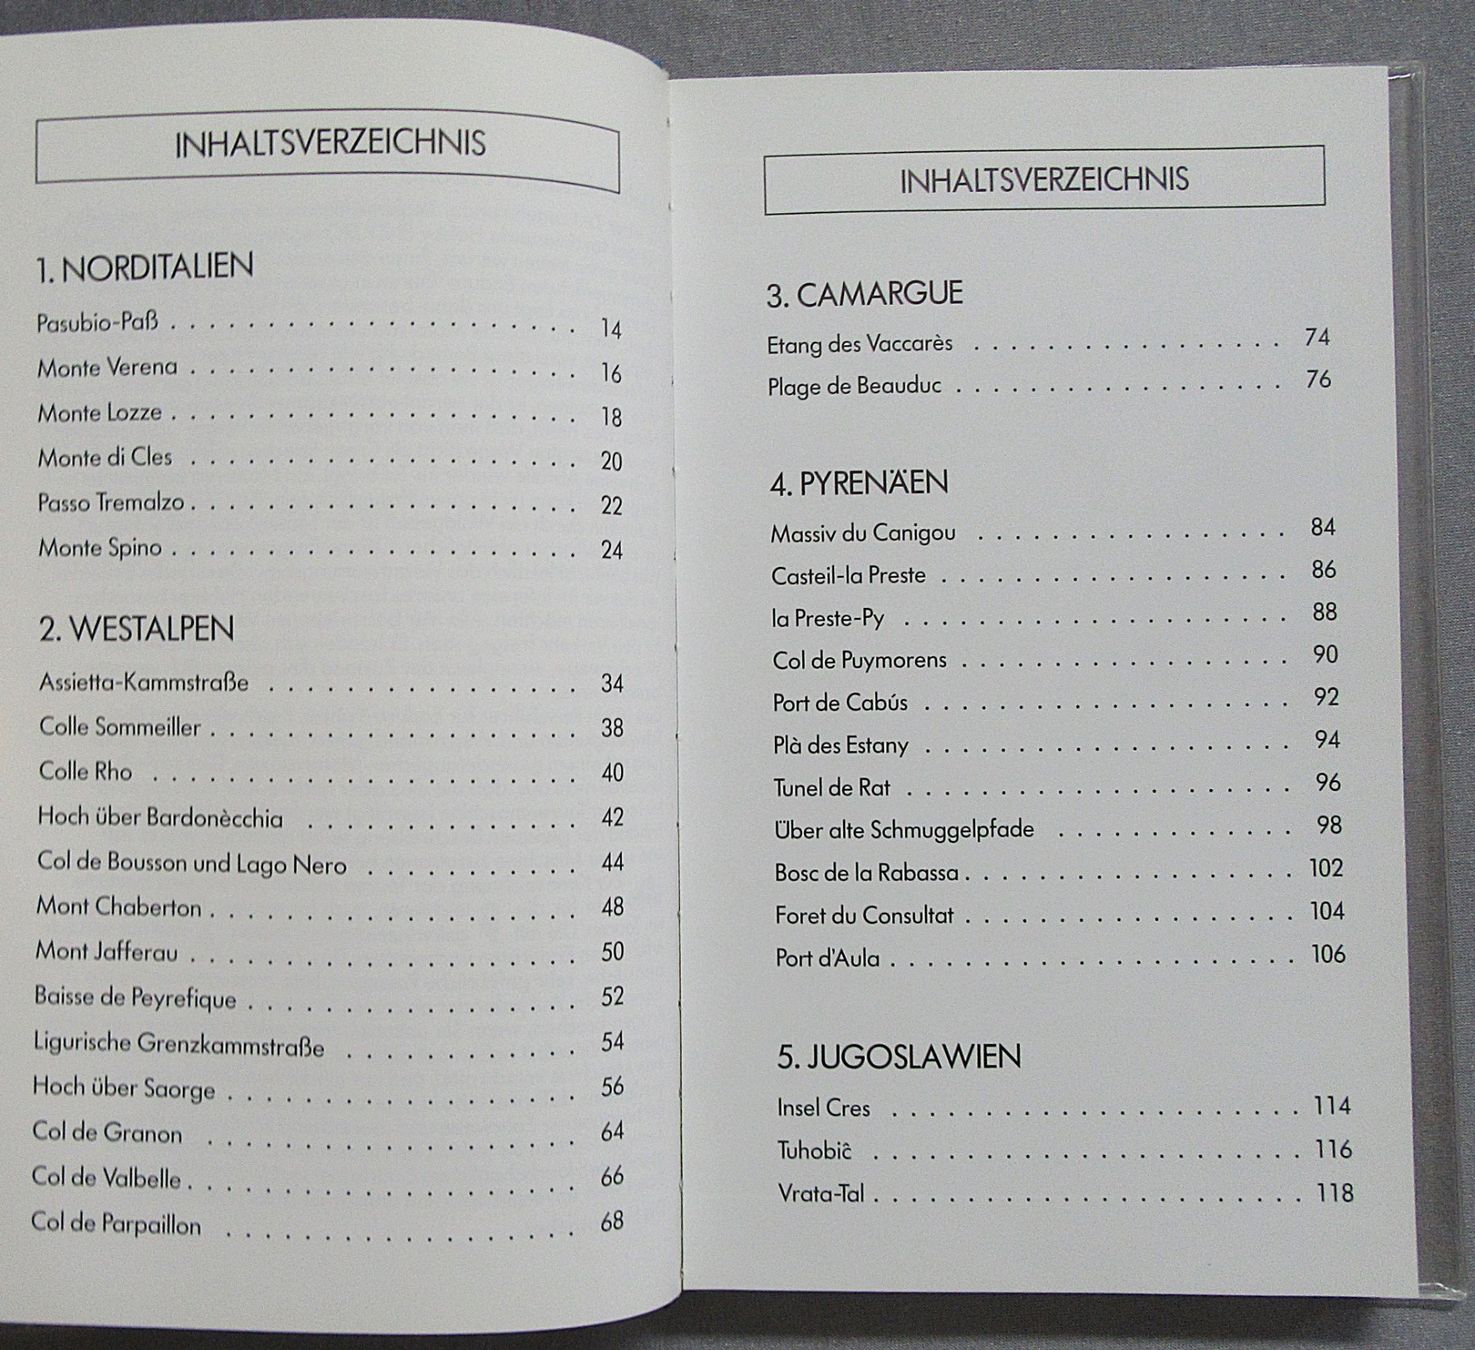 INHALTSVERZEICHNIS
1. NORDITALIEN
Pasubio-Paß . . . . . . . . . . . . . . . . . . . . . . 14
Monte Verena . . . . . . . . . . . . . . . . . . . . . 16
Monte Lozze . . . . . . . . . . . . . . . . . . . . . . 18
Monte di Cles . . . . . . . . . . . . . . . . . . . . . 20
Passo Tremalzo . . . . . . . . . . . . . . . . . . . . . 22
Monte Spino . . . . . . . . . . . . . . . . . . . . . . 24
2. WESTALPEN
Assietta-Kammstraße . . . . . . . . . . . . . . . . . 34
Colle Sommeiller . . . . . . . . . . . . . . . . . . . . 38
Colle Rho . . . . . . . . . . . . . . . . . . . . . . . 40
Hoch über Bardonècchia . . . . . . . . . . . . . . . 42
Col de Bousson und Lago Nero . . . . . . . . . . . . 44
Mont Chaberton . . . . . . . . . . . . . . . . . . . . 48
Mont Jafferau . . . . . . . . . . . . . . . . . . . . . 50
Baisse de Peyrefique . . . . . . . . . . . . . . . . . . 52
Ligurische Grenzkammstraße . . . . . . . . . . . . . 54
Hoch über Saorge . . . . . . . . . . . . . . . . . . . 56
Col de Granon . . . . . . . . . . . . . . . . . . . . 64
Col de Valbelle . . . . . . . . . . . . . . . . . . . . . 66
Col de Parpaillon . . . . . . . . . . . . . . . . . . . 68
INHALTSVERZEICHNIS
3. CAMARGUE
Etang des Vaccarès . . . . . . . . . . . . . . . . . 74
Plage de Beauduc . . . . . . . . . . . . . . . . . . 76
4. PYRENÄEN
Massiv du Canigou . . . . . . . . . . . . . . . . . 84
Casteil-la Preste . . . . . . . . . . . . . . . . . . . 86
la Preste-Py . . . . . . . . . . . . . . . . . . . . . 88
Col de Puymorens . . . . . . . . . . . . . . . . . . 90
Port de Cabús . . . . . . . . . . . . . . . . . . . . 92
Plà des Estany . . . . . . . . . . . . . . . . . . . . 94
Tunel de Rat . . . . . . . . . . . . . . . . . . . . . 96
Über alte Schmuggelpfade . . . . . . . . . . . . . 98
Bosc de la Rabassa . . . . . . . . . . . . . . . . . . 102
Foret du Consultat . . . . . . . . . . . . . . . . . . 104
Port d'Aula . . . . . . . . . . . . . . . . . . . . . . 106
5. JUGOSLAWIEN
Insel Cres . . . . . . . . . . . . . . . . . . . . . . 114
Tuhobiĉ . . . . . . . . . . . . . . . . . . . . . . . 116
Vrata-Tal . . . . . . . . . . . . . . . . . . . . . . . 118